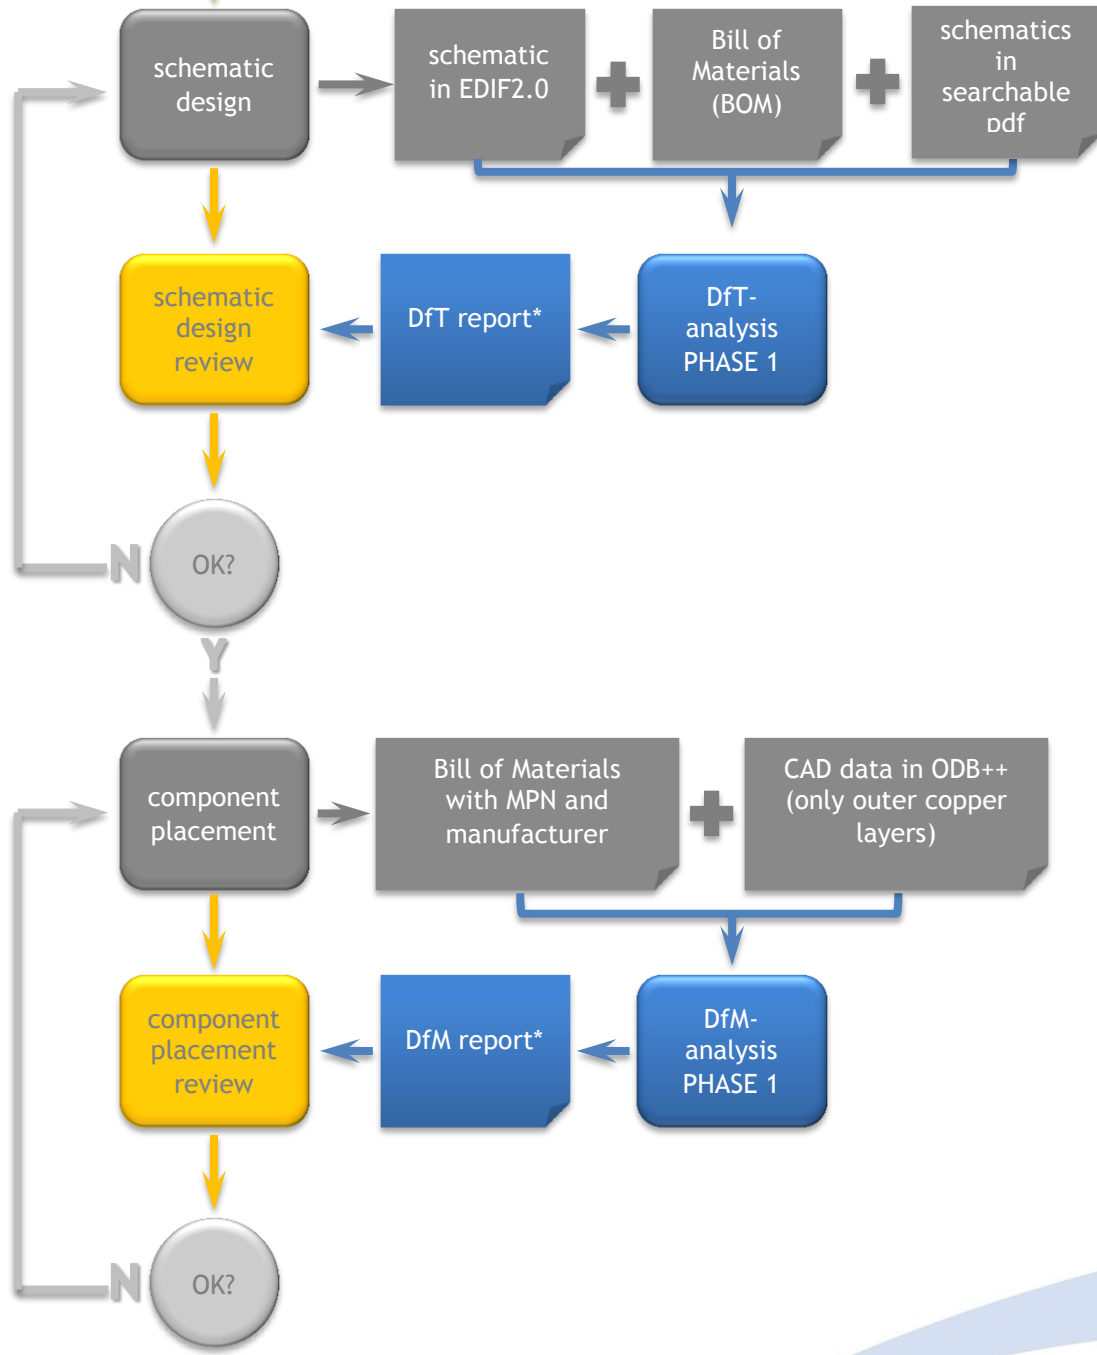 schematic
design
schematic
in EDIF2.0
Bill of
Materials
(BOM)
schematics
in
searchable
pdf
schematic
design
review
DfT report*
DfT-
analysis
PHASE 1
OK?
N
Y
component
placement
Bill of Materials
with MPN and
manufacturer
CAD data in ODB++
(only outer copper
layers)
component
placement
review
DfM report*
DfM-
analysis
PHASE 1
N
OK?